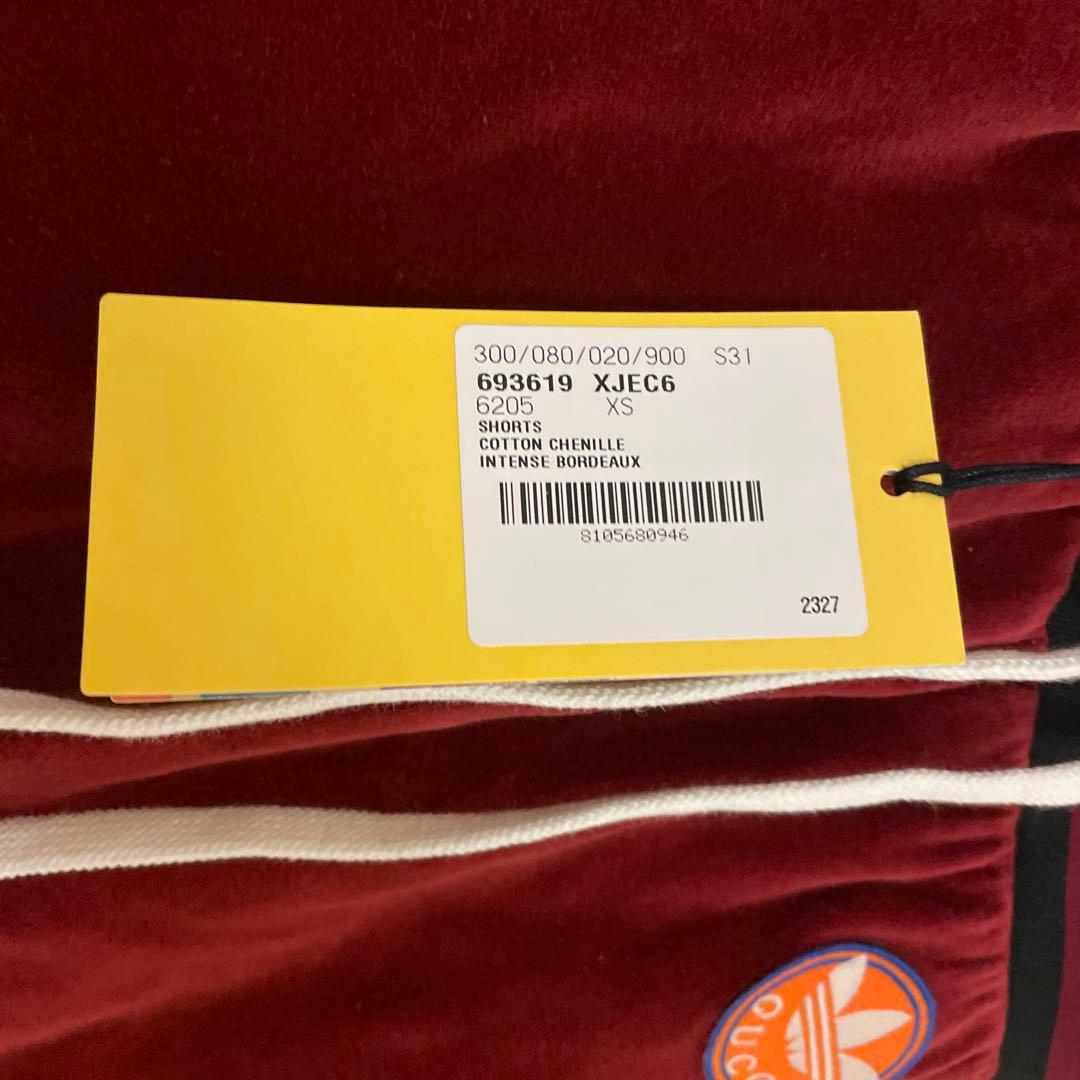 300/080/020/900 S31
693619 XJEC6
6205 XS
SHORTS
COTTON CHENILLE
INTENSE BORDEAUX
8105680946
2327